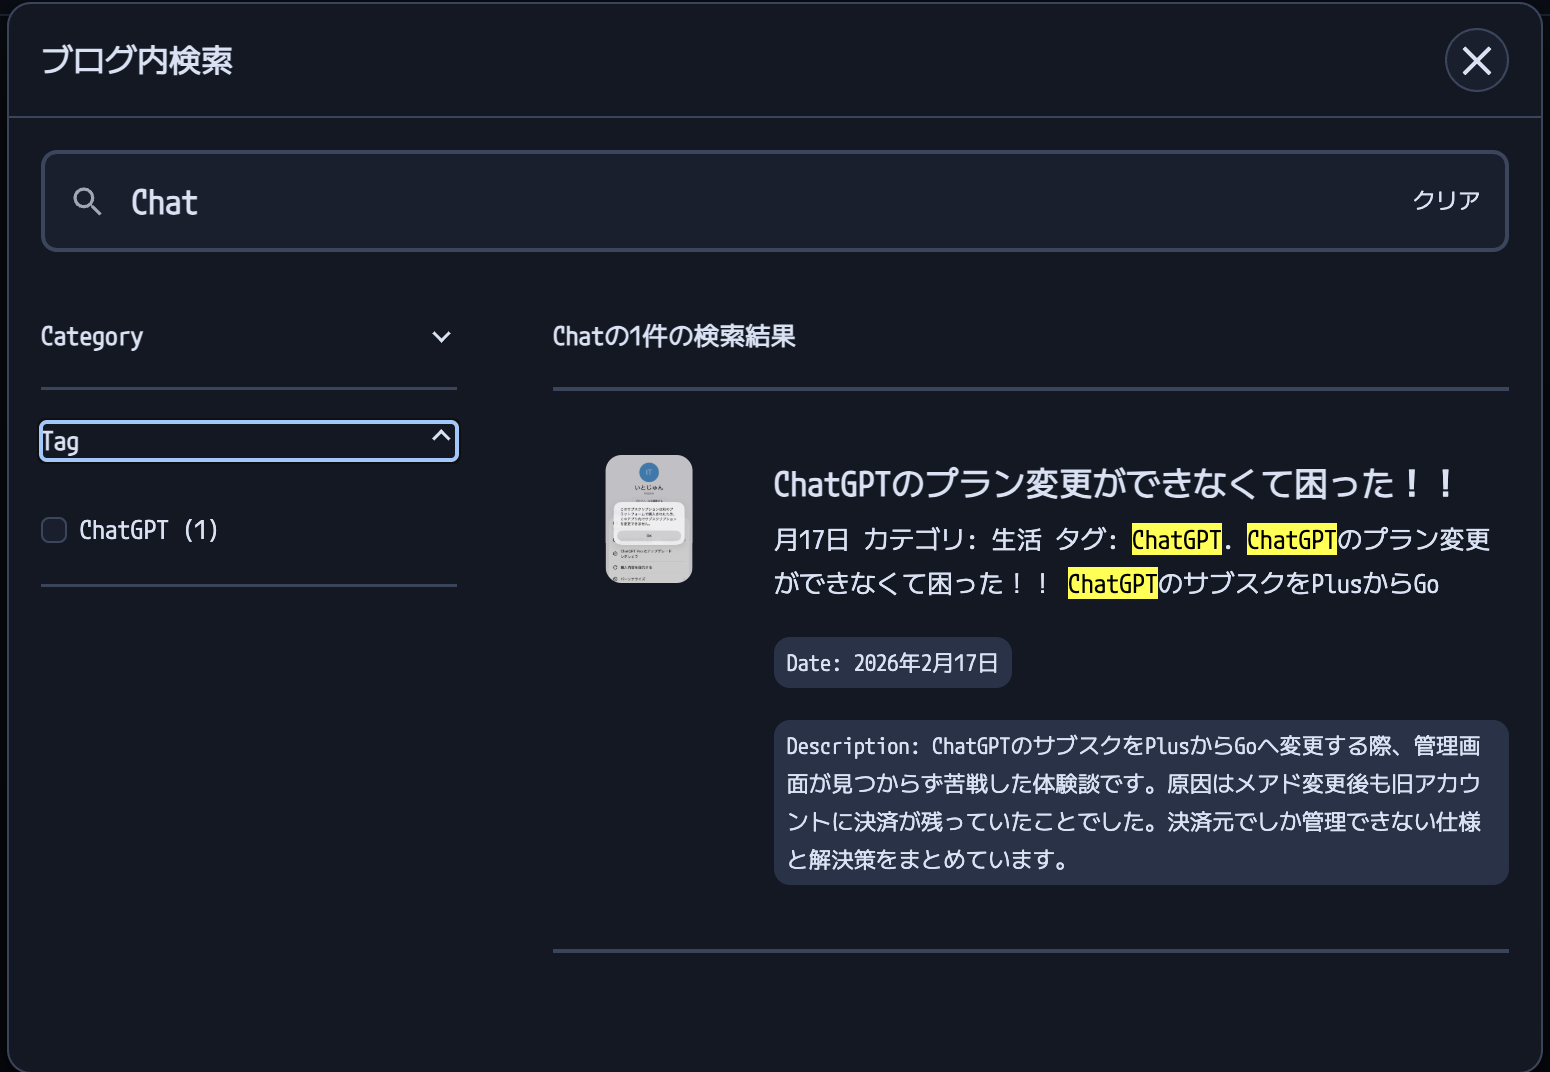 ブログ内検索
Chat
クリア
Category
Tag
ChatGPT (1)
Chatの1件の検索結果
いとじゅん
ChatGPTのプラン変更ができなくて困った！！
月17日 カテゴリ: 生活 タグ: ChatGPT. ChatGPTのプラン変更
ができなくて困った！！ ChatGPTのサブスクをPlusからGo
Date: 2026年2月17日
Description: ChatGPTのサブスクをPlusからGoへ変更する際、管理画
面が見つからず苦戦した体験談です。原因はメアド変更後も旧アカウ
ントに決済が残っていたことでした。決済元でしか管理できない仕様
と解決策をまとめています。